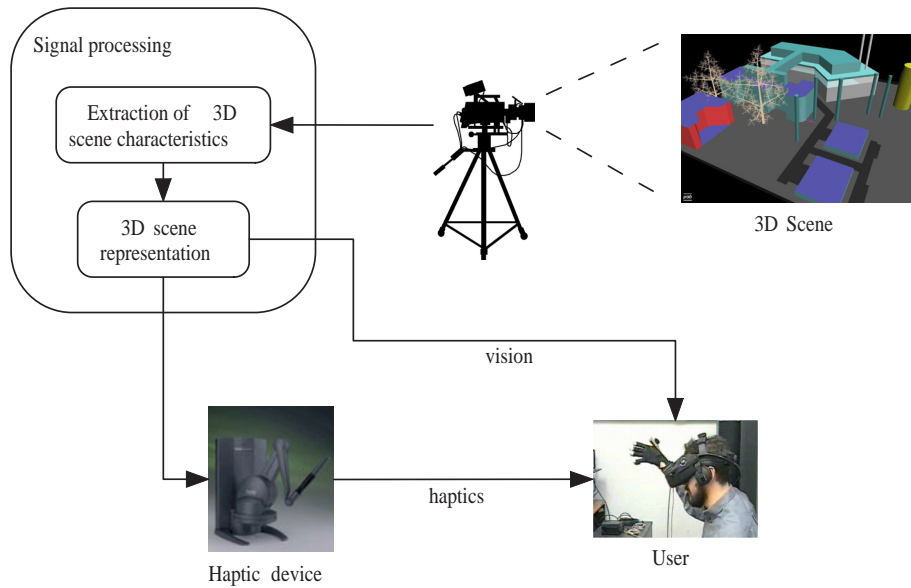 Signal processing
Extraction of 3D
scene characteristics
3D scene
representation
3D Scene
vision
haptics
Haptic device
User